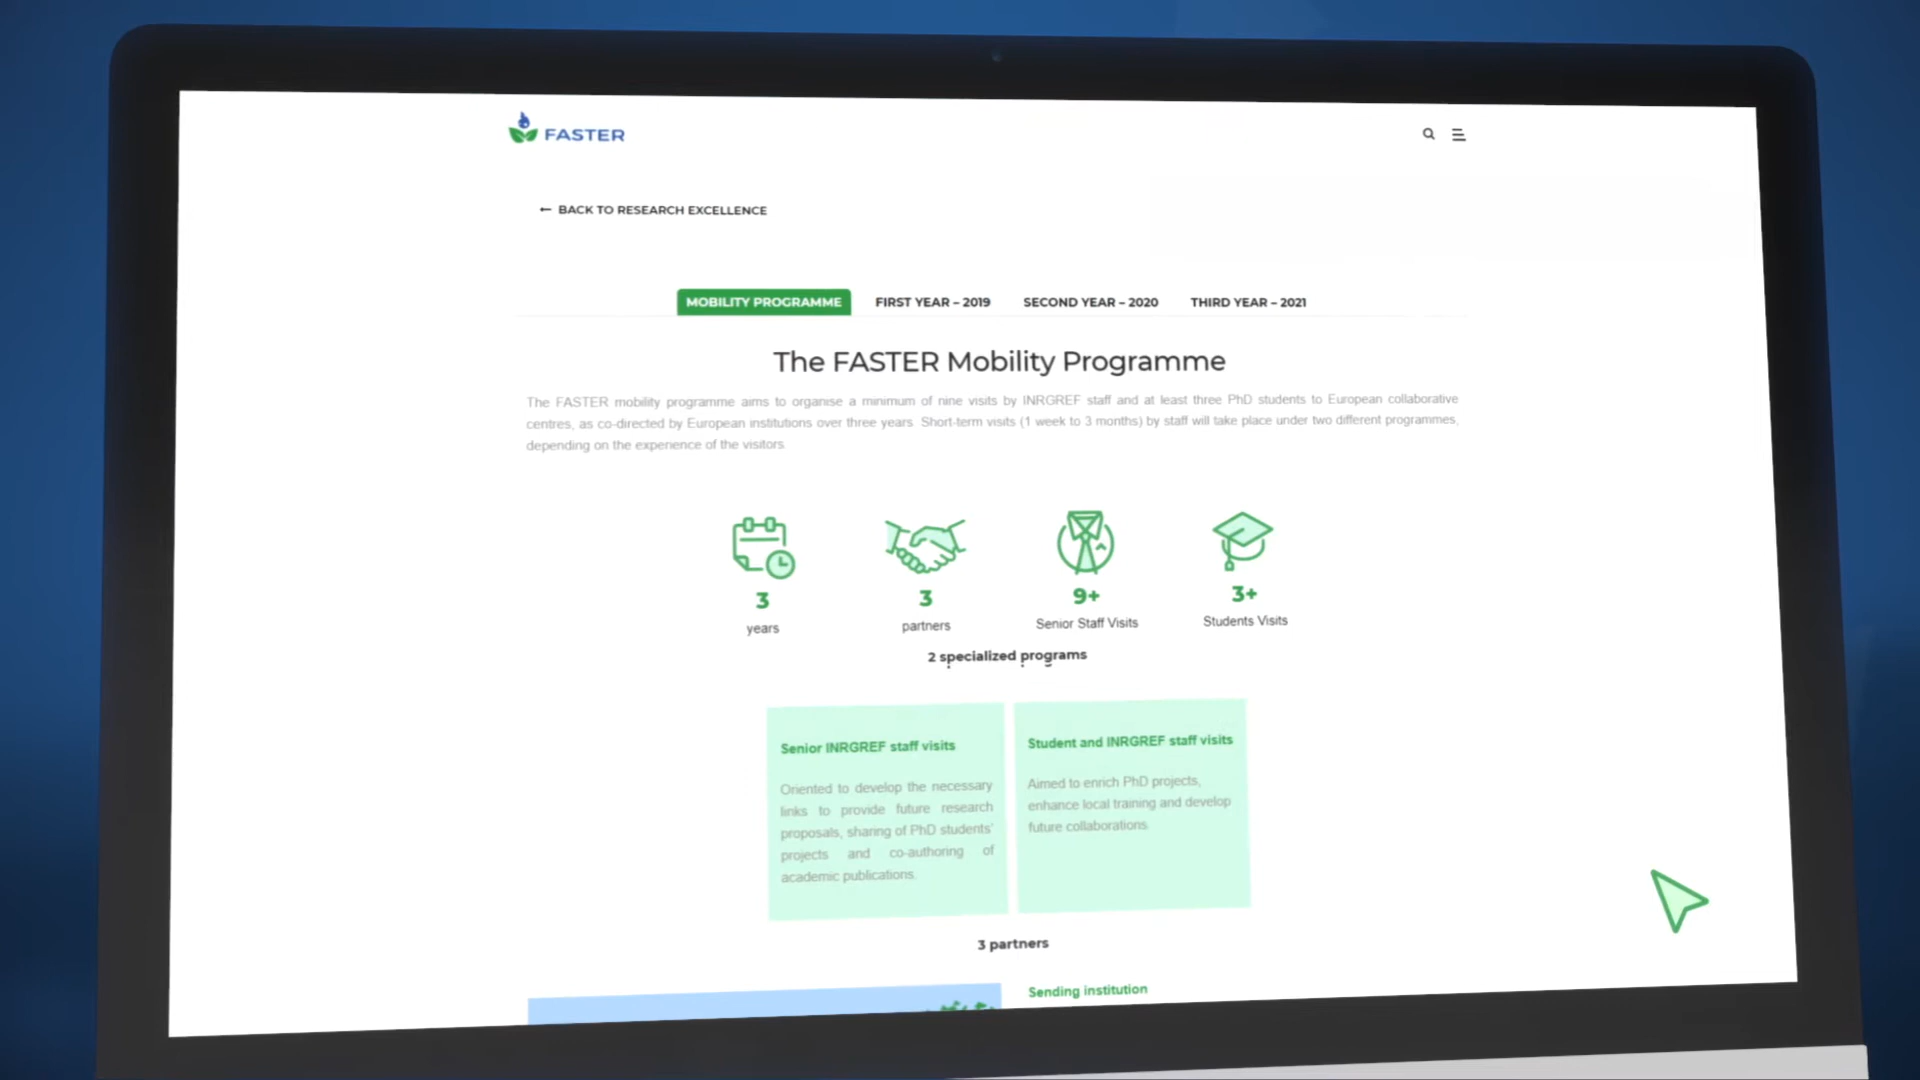 FASTER
← BACK TO RESEARCH EXCELLENCE
MOBILITY PROGRAMME FIRST YEAR – 2019 SECOND YEAR – 2020 THIRD YEAR – 2021
The FASTER Mobility Programme
The FASTER mobility programme aims to organise a minimum of nine visits by INRGREF staff and at least three PhD students to European collaborative
centres, as co-directed by European institutions over three years. Short-term visits (1 week to 3 months) by staff will take place under two different programmes,
depending on the experience of the visitors.
3 3 9+ 3+
years partners Senior Staff Visits Students Visits
2 specialized programs
Senior INRGREF staff visits
Oriented to develop the necessary
links to provide future research
proposals, sharing of PhD students'
projects and co-authoring of
academic publications.
Student and INRGREF staff visits
Aimed to enrich PhD projects,
enhance local training and develop
future collaborations.
3 partners
Sending institution